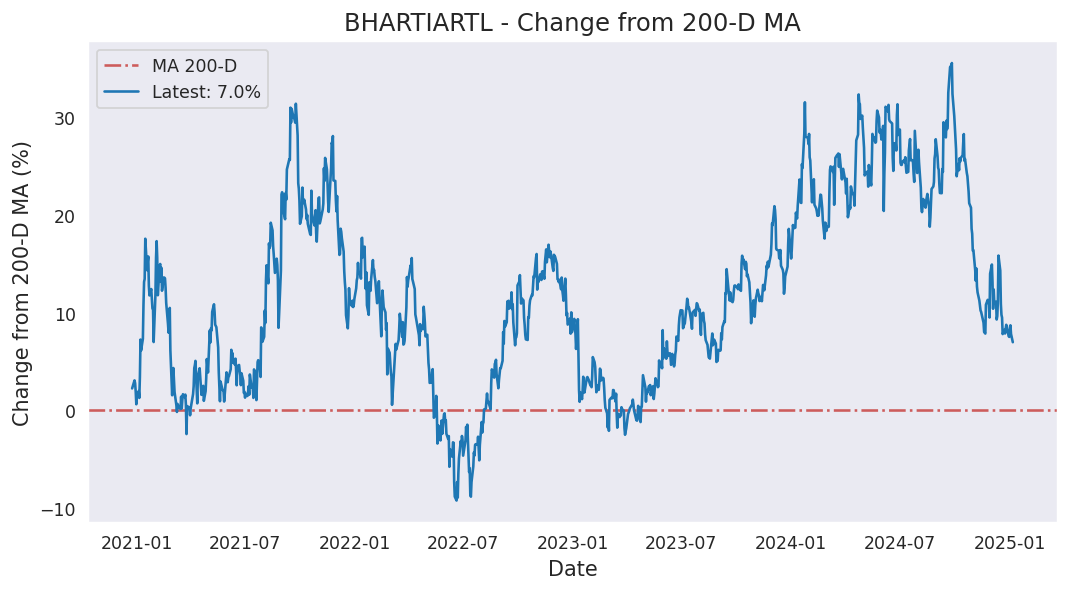 BHARTIARTL - Change from 200-D MA
MA 200-D
Latest: 7.0%
Change from 200-D MA (%)
30
20
10
0
−10
2021-01 2021-07 2022-01 2022-07 2023-01 2023-07 2024-01 2024-07 2025-01
Date